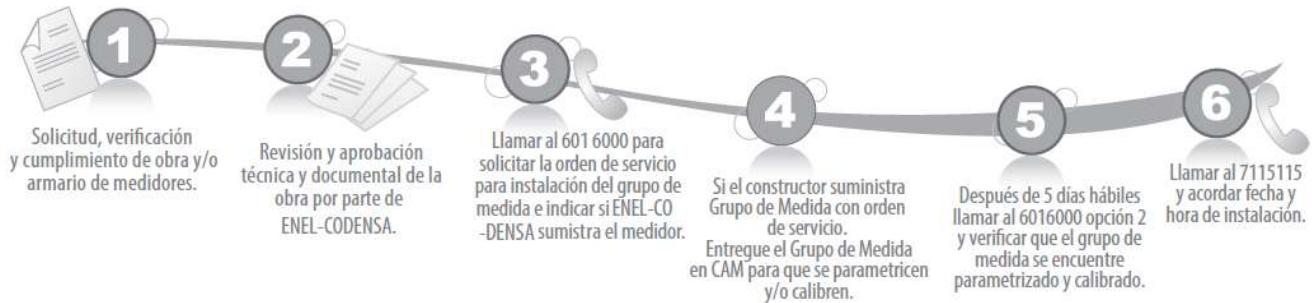 1
Solicitud, verificación
y cumplimiento de obra y/o
armario de medidores.
2
Revisión y aprobación
técnica y documental de la
obra por parte de
ENEL-CODENSA.
3
Llamar al 601 6000 para
solicitar la orden de servicio
para instalación del grupo de
medida e indicar si ENEL-CO
-DENSA sumistra el medidor.
4
Si el constructor suministra
Grupo de Medida con orden
de servicio.
Entregue el Grupo de Medida
en CAM para que se parametricen
y/o calibren.
5
Después de 5 días hábiles
llamar al 6016000 opción 2
y verificar que el grupo de
medida se encuentre
parametrizado y calibrado.
6
Llamar al 7115115
y acordar fecha y
hora de instalación.